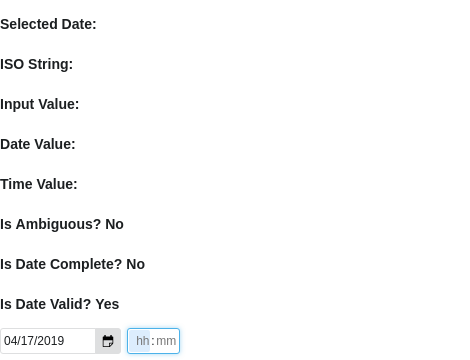 Selected Date:
ISO String:
Input Value:
Date Value:
Time Value:
Is Ambiguous? No
Is Date Complete? No
Is Date Valid? Yes
04/17/2019 hh:mm